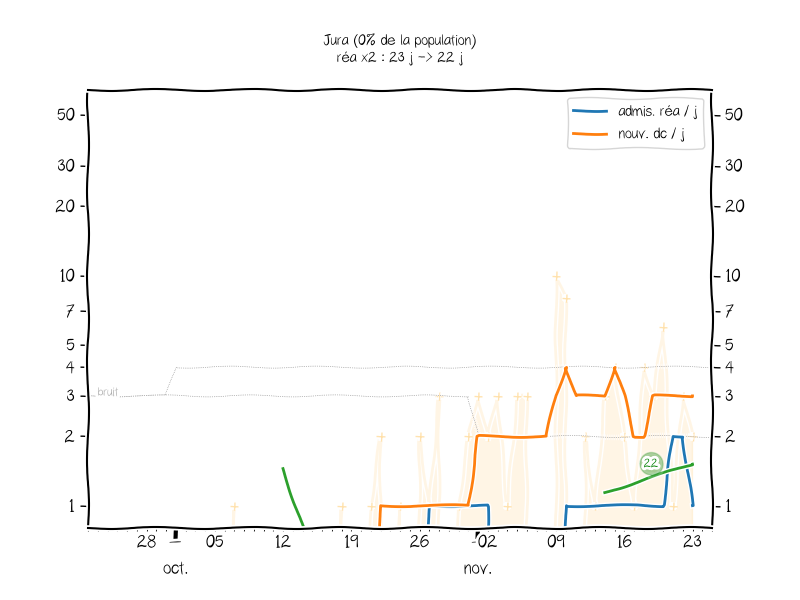 Jura (0% de la population)
réa x2 : 23 j -> 22 j
admis. réa / j
nouv. dc / j
50 50
30 30
20 20
10 10
7 7
5 5
4 4
3 bruit 3
2 2
22
1 1
28 05 12 19 26 02 09 16 23
oct. nov.